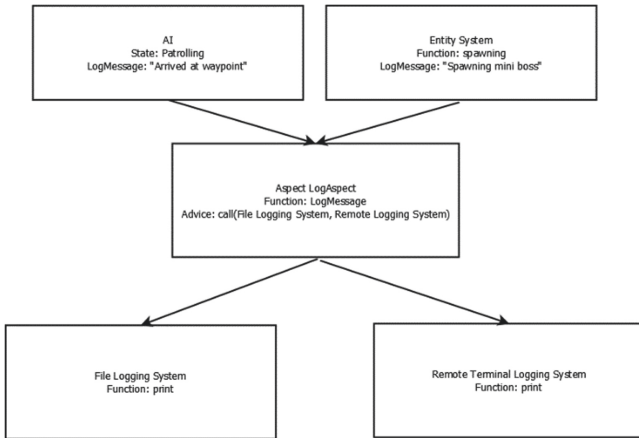 AI
State: Patrolling
LogMessage: "Arrived at waypoint"
Entity System
Function: spawning
LogMessage: "Spawning mini boss"
Aspect LogAspect
Function: LogMessage
Advice: call(File Logging System, Remote Logging System)
File Logging System
Function: print
Remote Terminal Logging System
Function: print